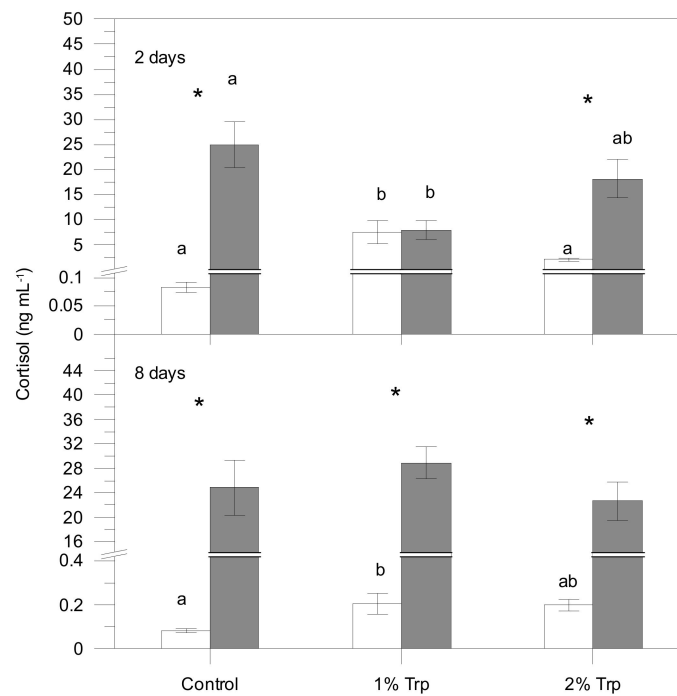 50
2 days
45
a
40
*
*
35
30
ab
25
20
15
b
b
10
a
a
5
0.1
0.05
0
Cortisol (ng mL-1)
44
8 days
40
*
*
*
36
32
28
24
20
16
0.4
b
ab
a
0.2
0
Control
1% Trp
2% Trp